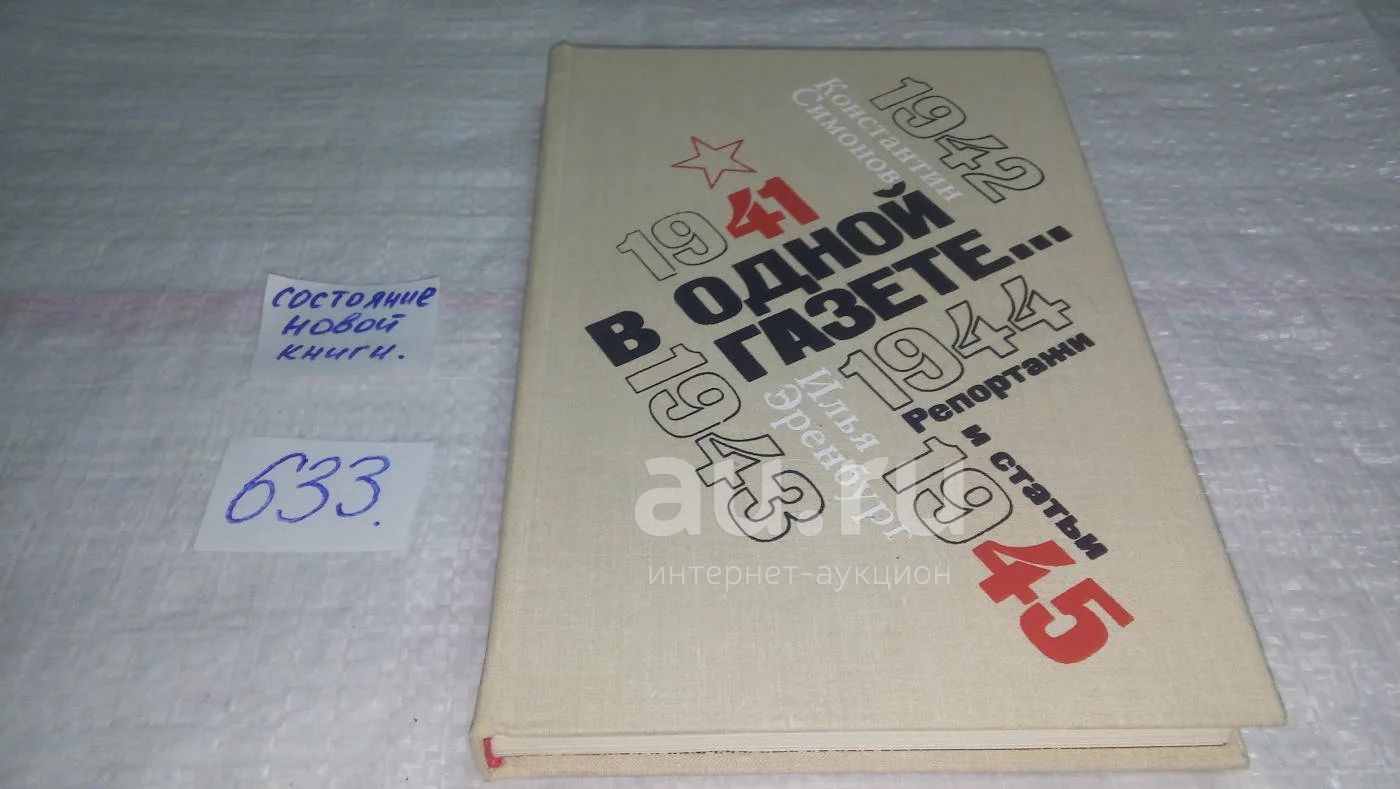 состояние
новой
книги.
633.
1942
Константин
Симонов
1941
В ОДНОЙ
ГАЗЕТЕ...
1944
1943
Илья
Эренбург
Репортажи
и статьи
1945
au.ru
интернет-аукцион